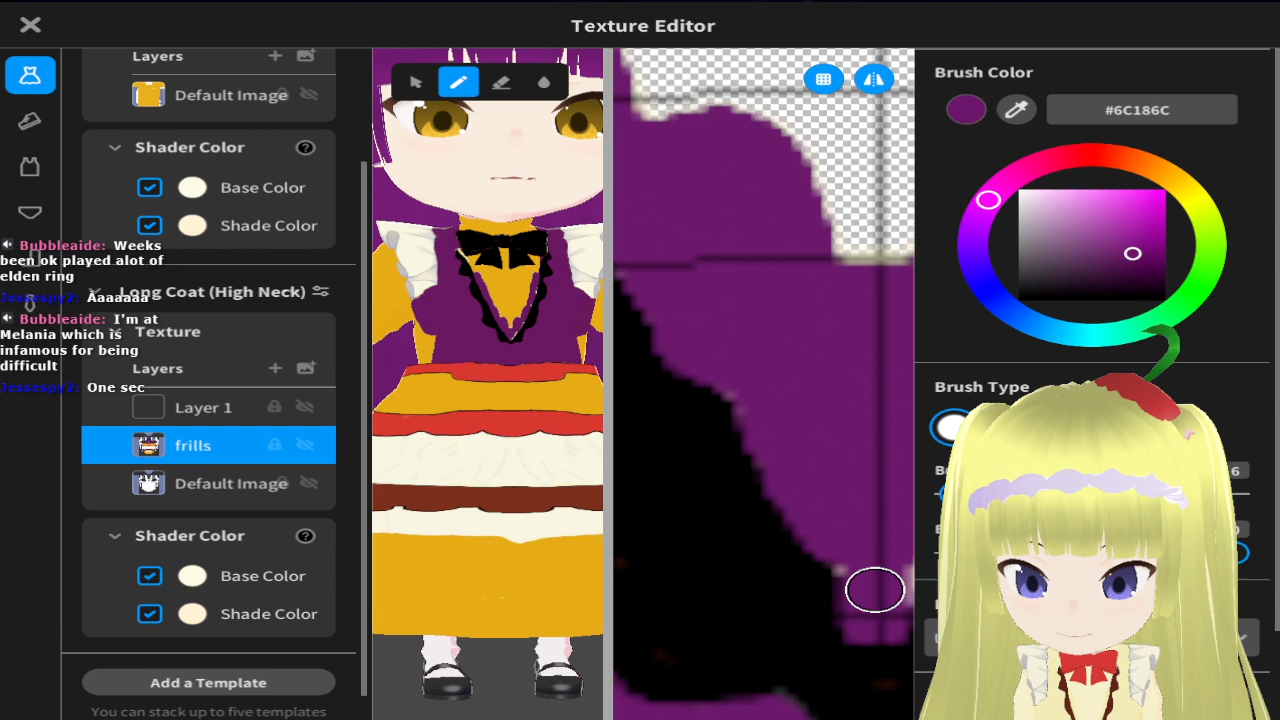 Texture Editor
Layers
Default Image
Shader Color
Base Color
Shade Color
Bubbleaide: Weeks
been ok played alot of
elden ring
Jessespy2: Aaaaaaa
Bubbleaide: I'm at
Melania which is
infamous for being
difficult
Jessespy2: One sec
Long Coat (High Neck)
Texture
Layers
Layer 1
frills
Default Image
Shader Color
Base Color
Shade Color
Add a Template
You can stack up to five templates
Brush Color
#6C186C
Brush Type